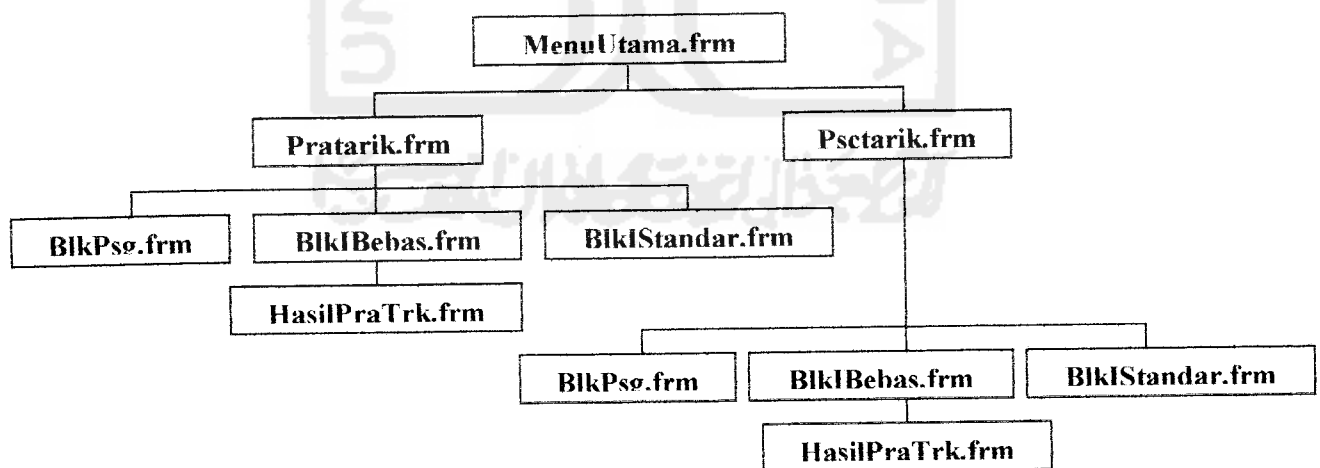 MenuUtama.frm
Pratarik.frm
Psctarik.frm
BlkPsg.frm
BlkIBebas.frm
BlkIStandar.frm
HasilPraTrk.frm
BlkPsg.frm
BlkIBebas.frm
BlkIStandar.frm
HasilPraTrk.frm